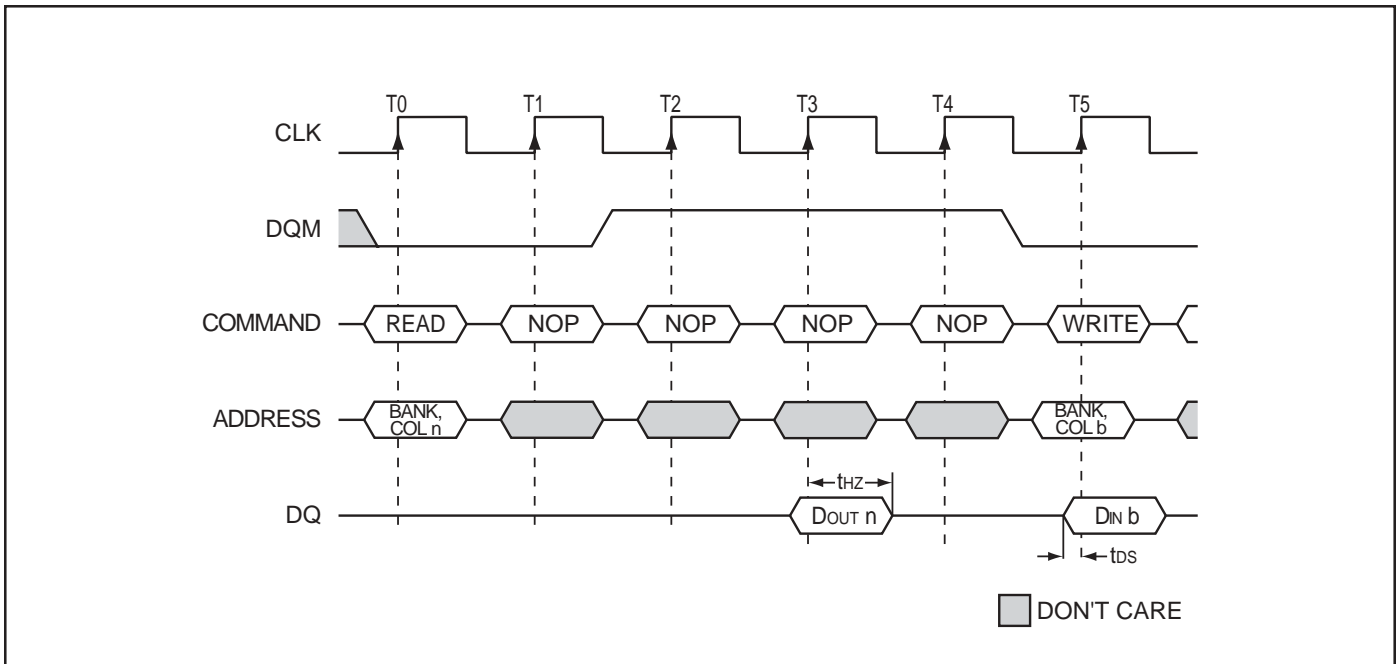 T0 T1 T2 T3 T4 T5
CLK
DQM
COMMAND READ NOP NOP NOP NOP WRITE
ADDRESS BANK, COL n BANK, COL b
tHZ
DQ DOUT n DIN b
tDS
DON'T CARE